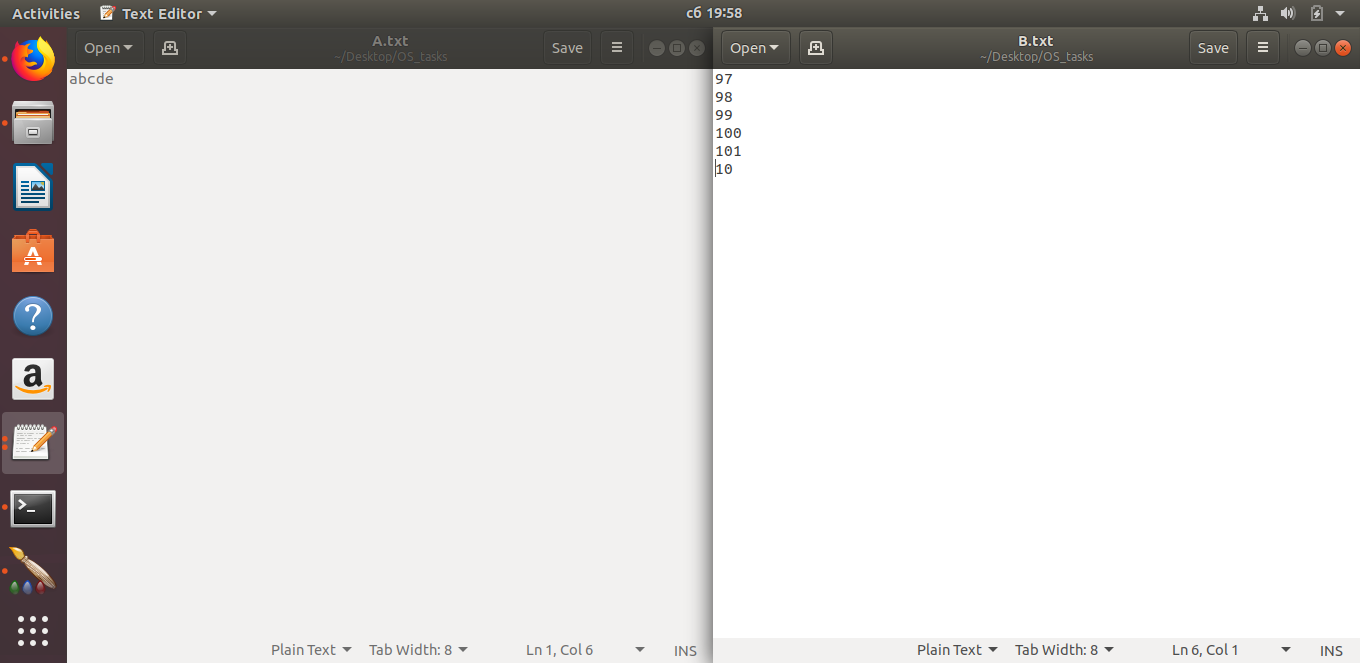 Activities Text Editor сб 19:58
Open A.txt Save
~/Desktop/OS_tasks
abcde
Plain Text Tab Width: 8 Ln 1, Col 6 INS
Open B.txt Save
~/Desktop/OS_tasks
97
98
99
100
101
10
Plain Text Tab Width: 8 Ln 6, Col 1 INS